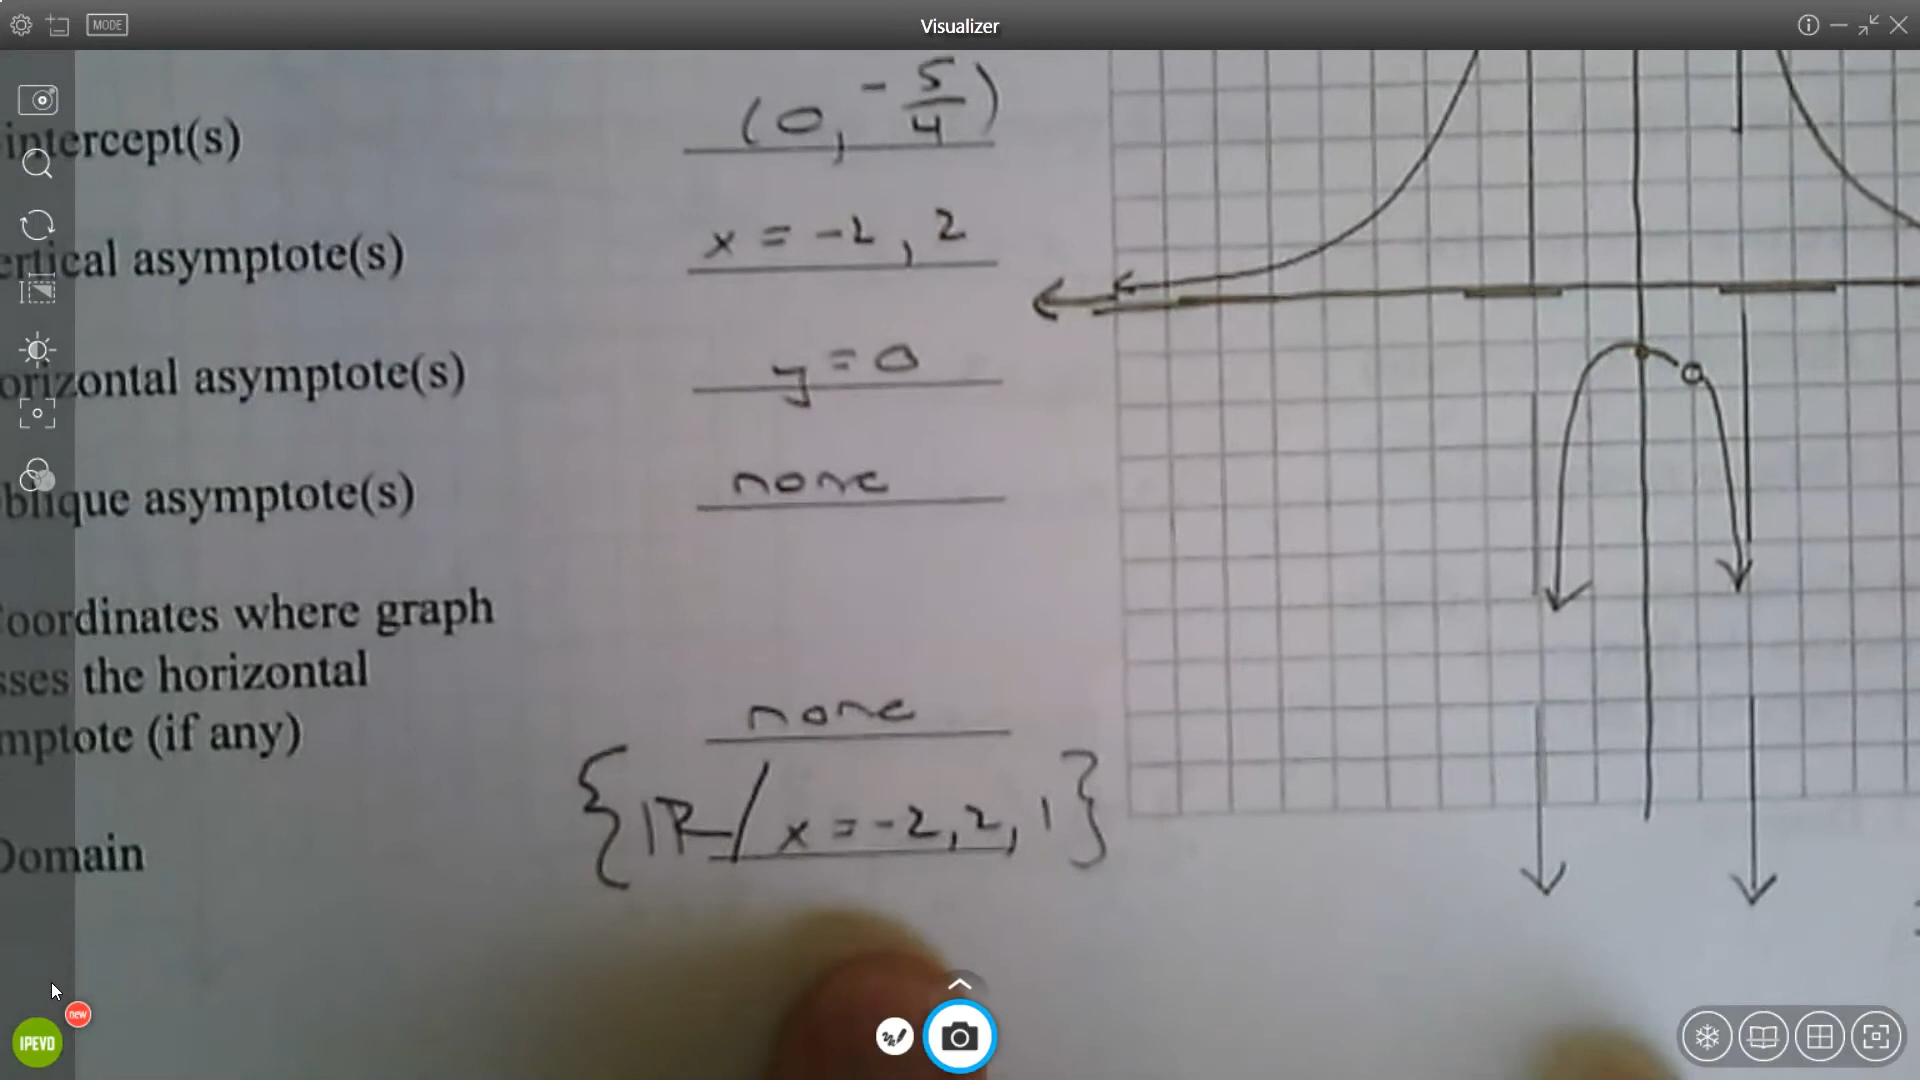 MODE
Visualizer
intercept(s) (0, -5/4)
ertical asymptote(s) x = -2, 2
orizontal asymptote(s) y = 0
blique asymptote(s) none
oordinates where graph
sses the horizontal
mptote (if any) none
Domain {IR/x = -2, 2, 1}
new
IPEVO